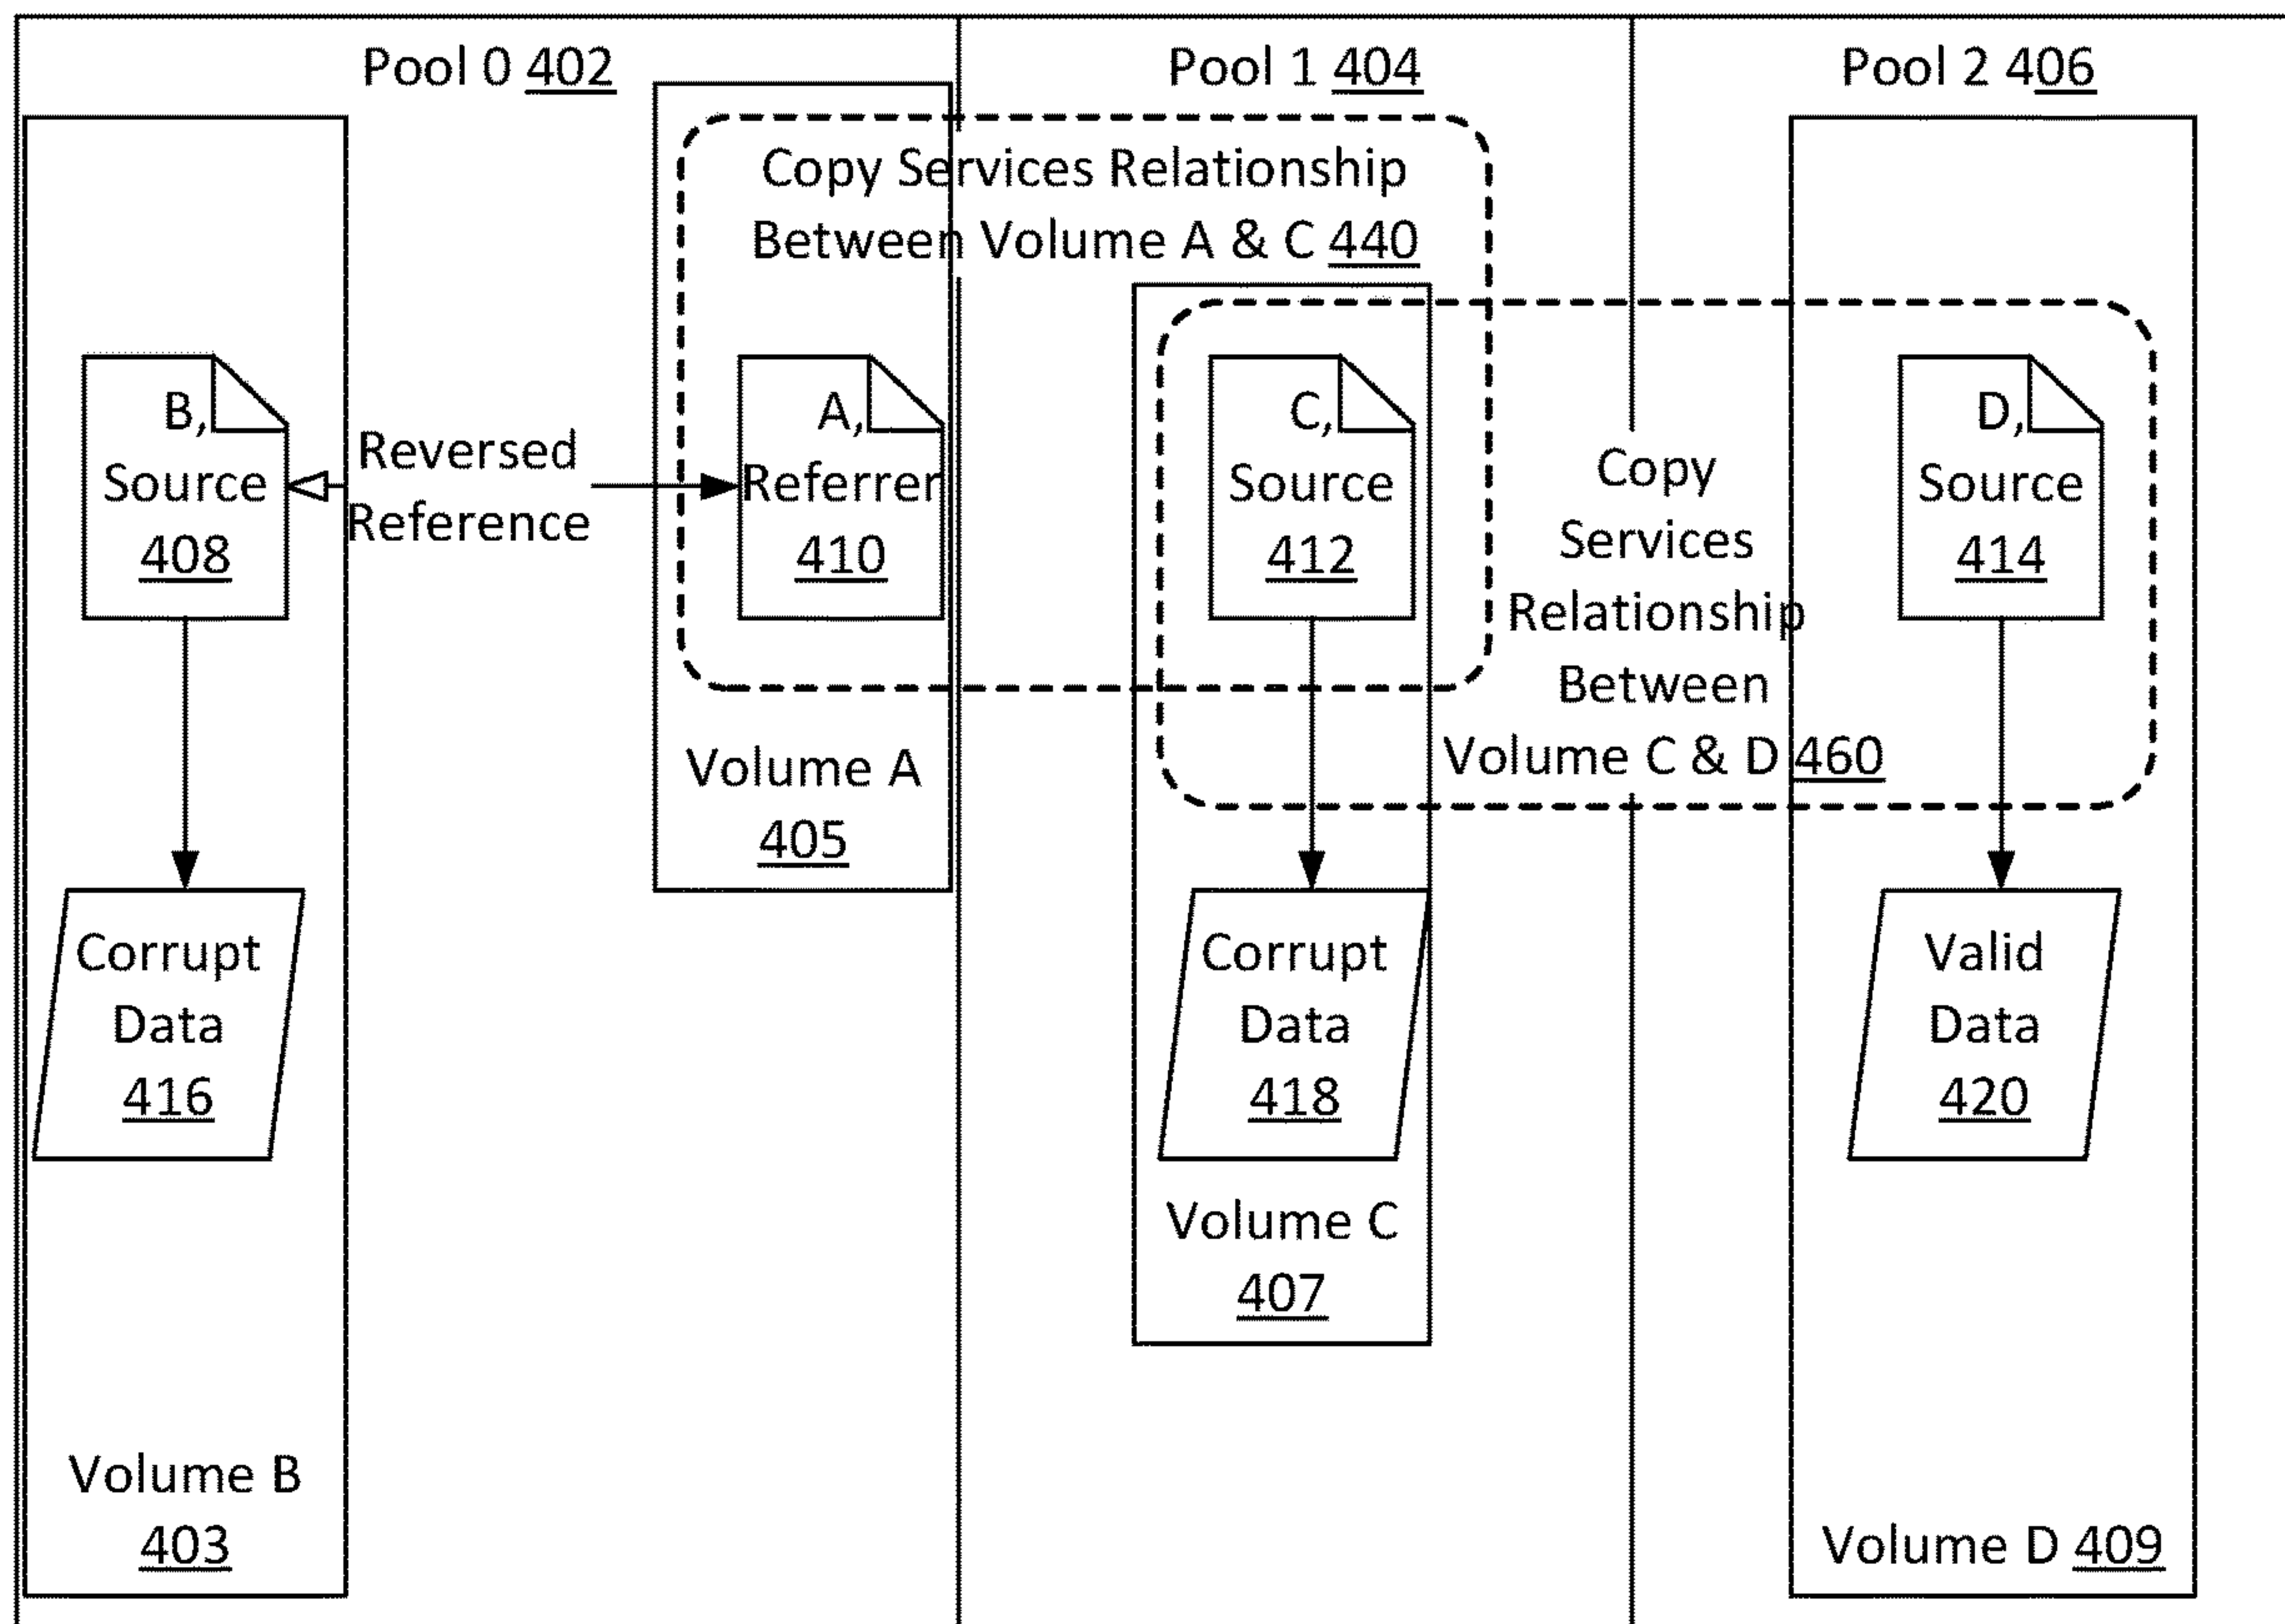 Pool 0 402
Pool 1 404
Pool 2 406
Copy Services Relationship
Between Volume A & C 440
B,
Source
408
Reversed
Reference
A,
Referrer
410
C,
Source
412
Copy
Services
Relationship
Between
Volume C & D 460
D,
Source
414
Volume A
405
Corrupt
Data
416
Corrupt
Data
418
Valid
Data
420
Volume C
407
Volume B
403
Volume D 409